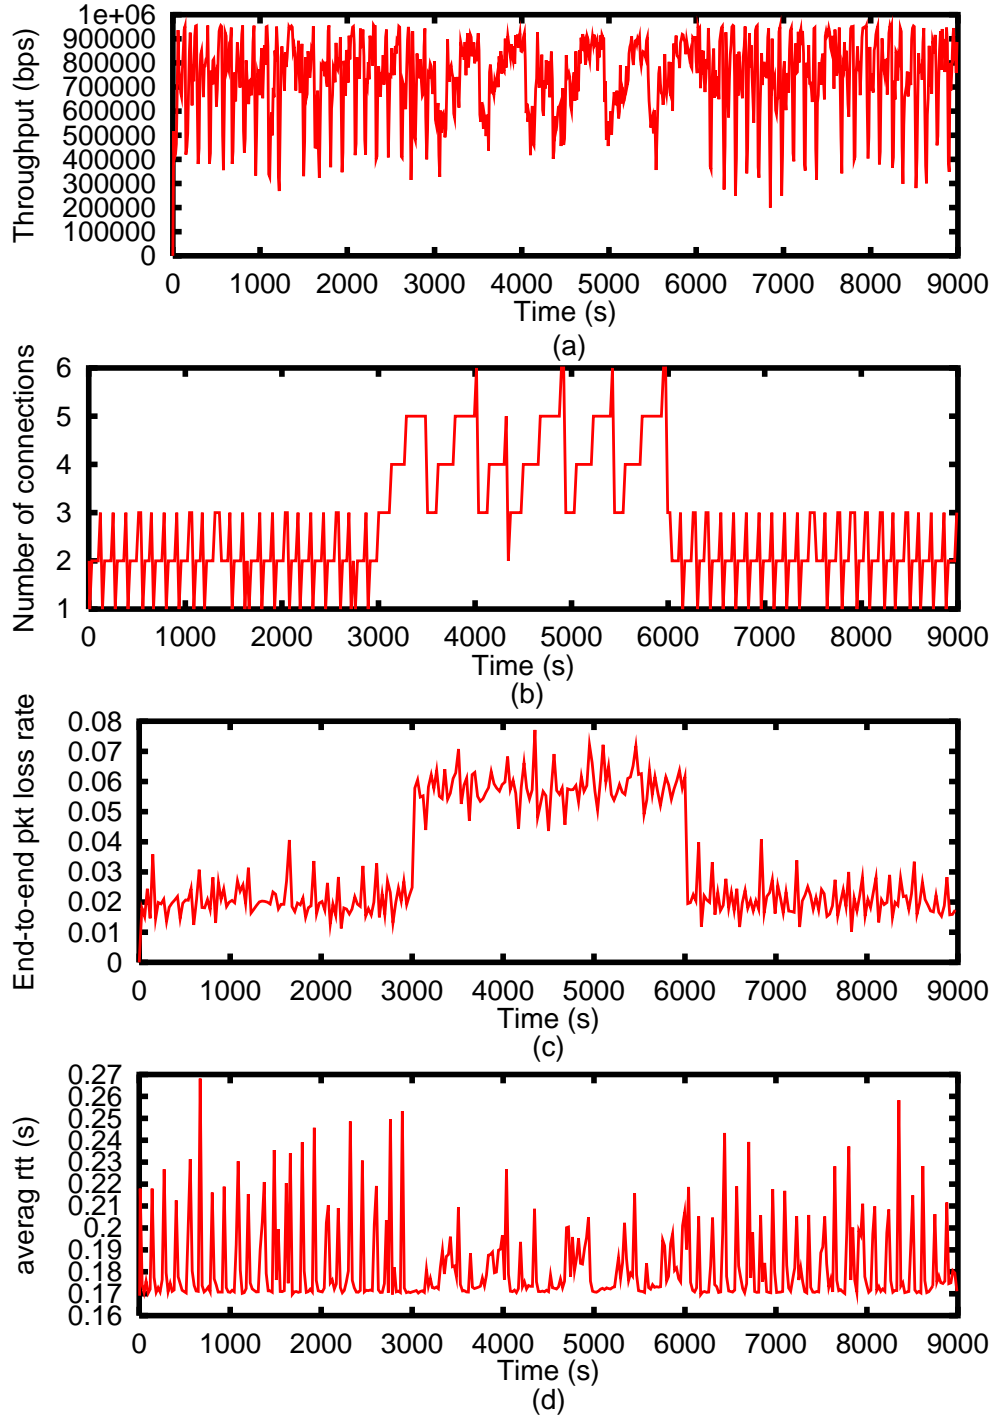 1e+06
900000
800000
700000
600000
500000
400000
300000
200000
100000
0
Throughput (bps)
0 1000 2000 3000 4000 5000 6000 7000 8000 9000
Time (s)
(a)
6
5
4
3
2
1
Number of connections
0 1000 2000 3000 4000 5000 6000 7000 8000 9000
Time (s)
(b)
0.08
0.07
0.06
0.05
0.04
0.03
0.02
0.01
0
End-to-end pkt loss rate
0 1000 2000 3000 4000 5000 6000 7000 8000 9000
Time (s)
(c)
0.27
0.26
0.25
0.24
0.23
0.22
0.21
0.2
0.19
0.18
0.17
0.16
averag rtt (s)
0 1000 2000 3000 4000 5000 6000 7000 8000 9000
Time (s)
(d)